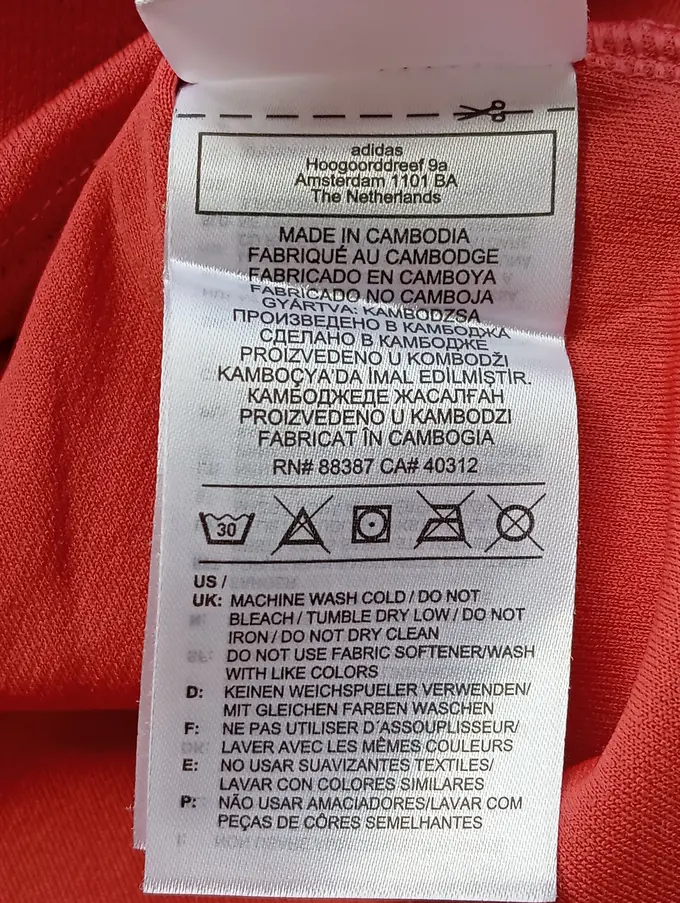 adidas
Hoogoorddreef 9a
Amsterdam 1101 BA
The Netherlands
MADE IN CAMBODIA
FABRIQUÉ AU CAMBODGE
FABRICADO EN CAMBOYA
FABRICADO NO CAMBOJA
GYÁRTVA: KAMBODZSA
ПРОИЗВЕДЕНО В КАМБОДЖА
СДЕЛАНО В КАМБОДЖЕ
PROIZVEDENO U KOMBODŽI
KAMBOÇYA'DA İMAL EDİLMİŞTİR.
КАМБОДЖЕДЕ ЖАСАЛҒАН
PROIZVEDENO U KAMBODZI
FABRICAT ÎN CAMBOGIA
RN# 88387 CA# 40312
30
US /
UK: MACHINE WASH COLD / DO NOT
BLEACH / TUMBLE DRY LOW / DO NOT
IRON / DO NOT DRY CLEAN
DO NOT USE FABRIC SOFTENER/WASH
WITH LIKE COLORS
D: KEINEN WEICHSPUELER VERWENDEN/
MIT GLEICHEN FARBEN WASCHEN
F: NE PAS UTILISER D´ASSOUPLISSEUR/
LAVER AVEC LES MÊMES COULEURS
E: NO USAR SUAVIZANTES TEXTILES/
LAVAR CON COLORES SIMILARES
P: NÃO USAR AMACIADORES/LAVAR COM
PEÇAS DE CÔRES SEMELHANTES